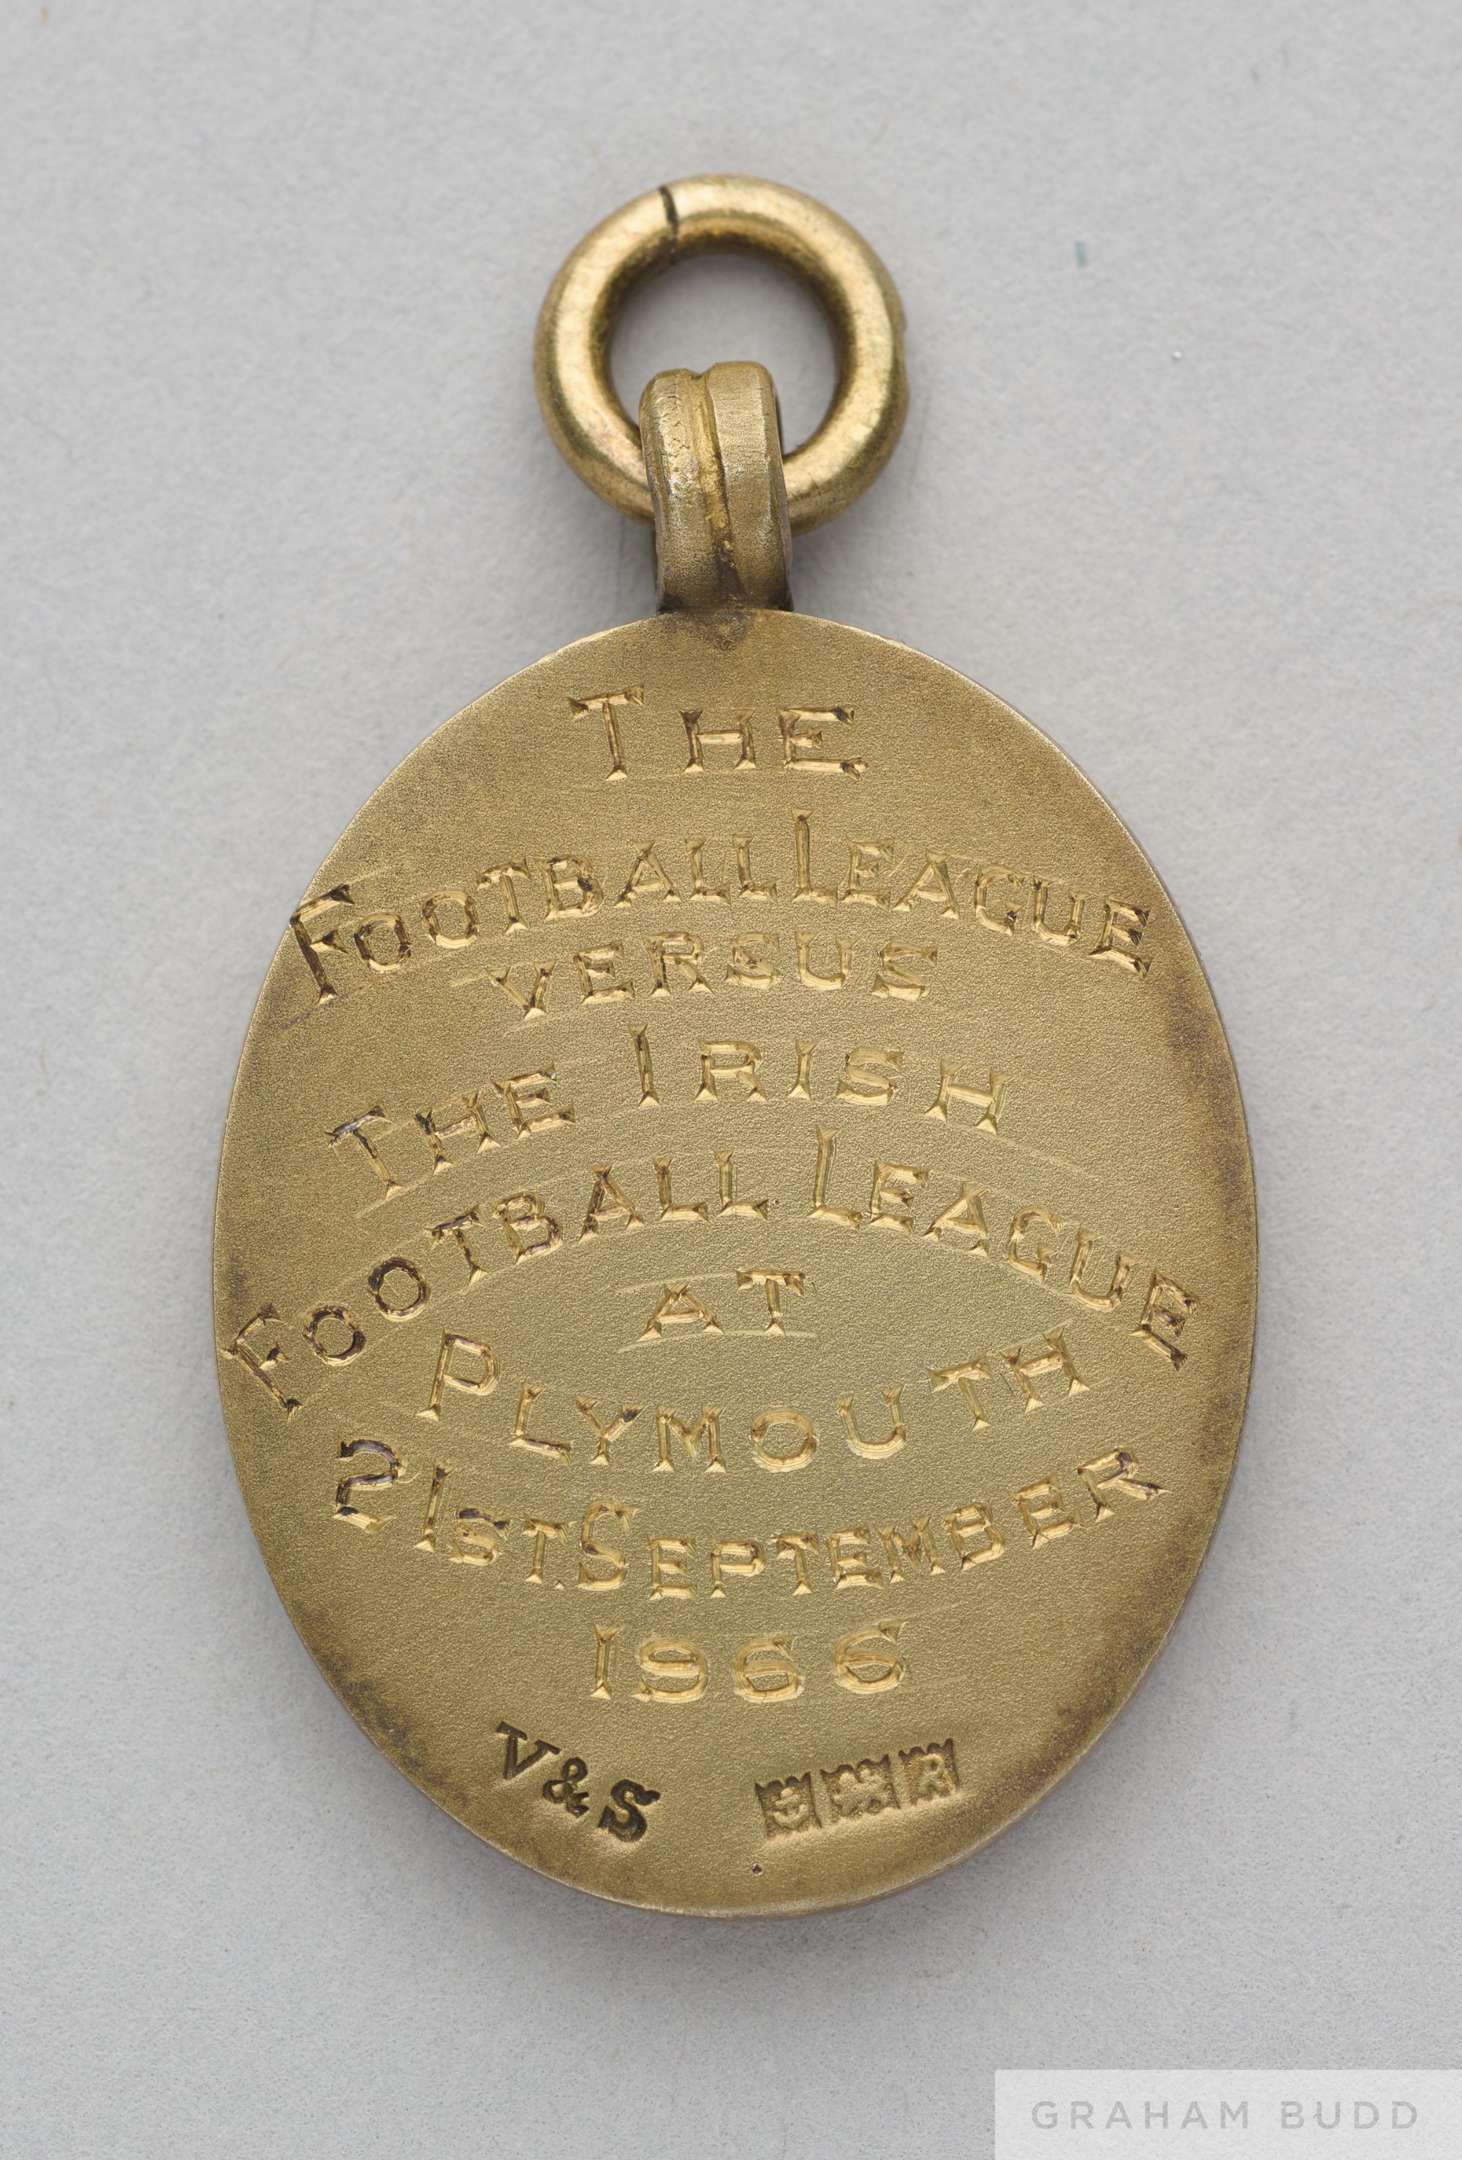 THE
FOOTBALL LEAGUE
VERSUS
THE IRISH
FOOTBALL LEAGUE
AT
PLYMOUTH
21ST. SEPTEMBER
1966
V&S
R
GRAHAM BUDD